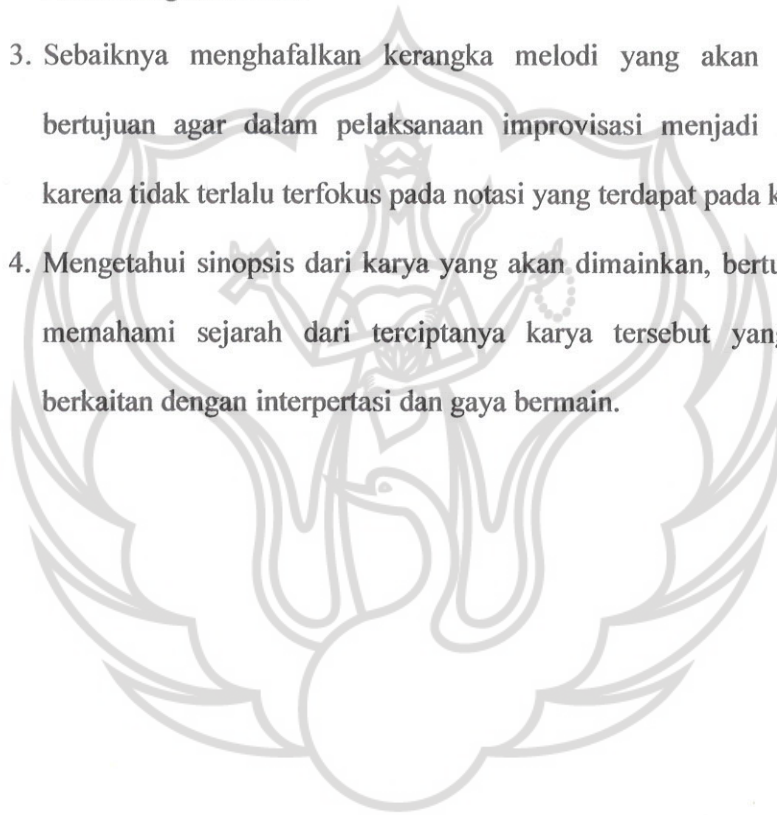 3. Sebaiknya menghafalkan kerangka melodi yang akan
bertujuan agar dalam pelaksanaan improvisasi menjadi
karena tidak terlalu terfokus pada notasi yang terdapat pada
4. Mengetahui sinopsis dari karya yang akan dimainkan,
memahami sejarah dari terciptanya karya tersebut
berkaitan dengan interpertasi dan gaya bermain.